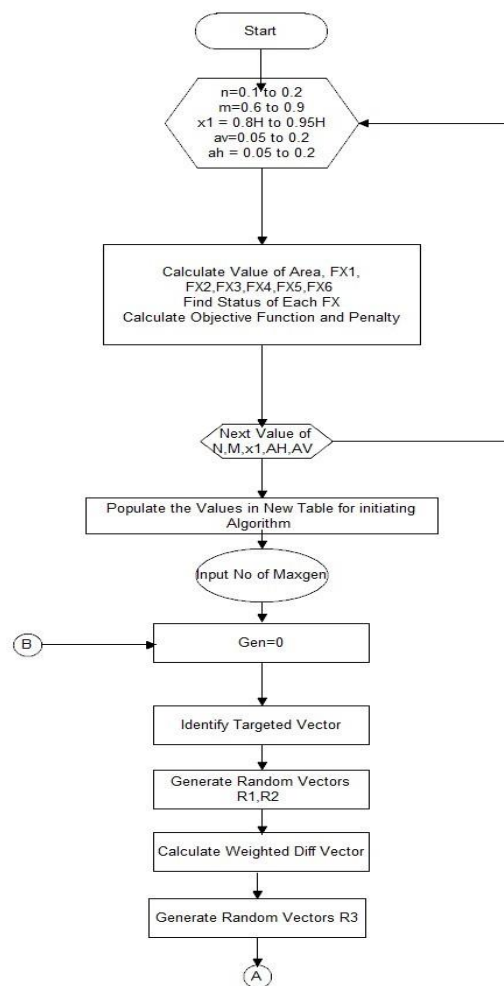 Start
n=0.1 to 0.2
m=0.6 to 0.9
x1 = 0.8H to 0.95H
av=0.05 to 0.2
ah = 0.05 to 0.2
Calculate Value of Area, FX1,
FX2,FX3,FX4,FX5,FX6
Find Status of Each FX
Calculate Objective Function and Penalty
Next Value of
N,M,x1,AH,AV
Populate the Values in New Table for initiating
Algorithm
Input No of Maxgen
B
Gen=0
Identify Targeted Vector
Generate Random Vectors
R1,R2
Calculate Weighted Diff Vector
Generate Random Vectors R3
A